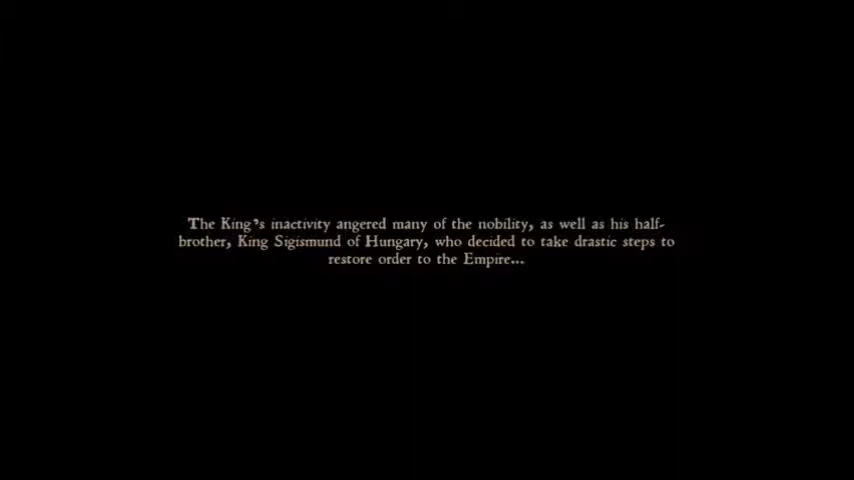 The King's inactivity angered many of the nobility, as well as his half-
brother, King Sigismund of Hungary, who decided to take drastic steps to
restore order to the Empire...